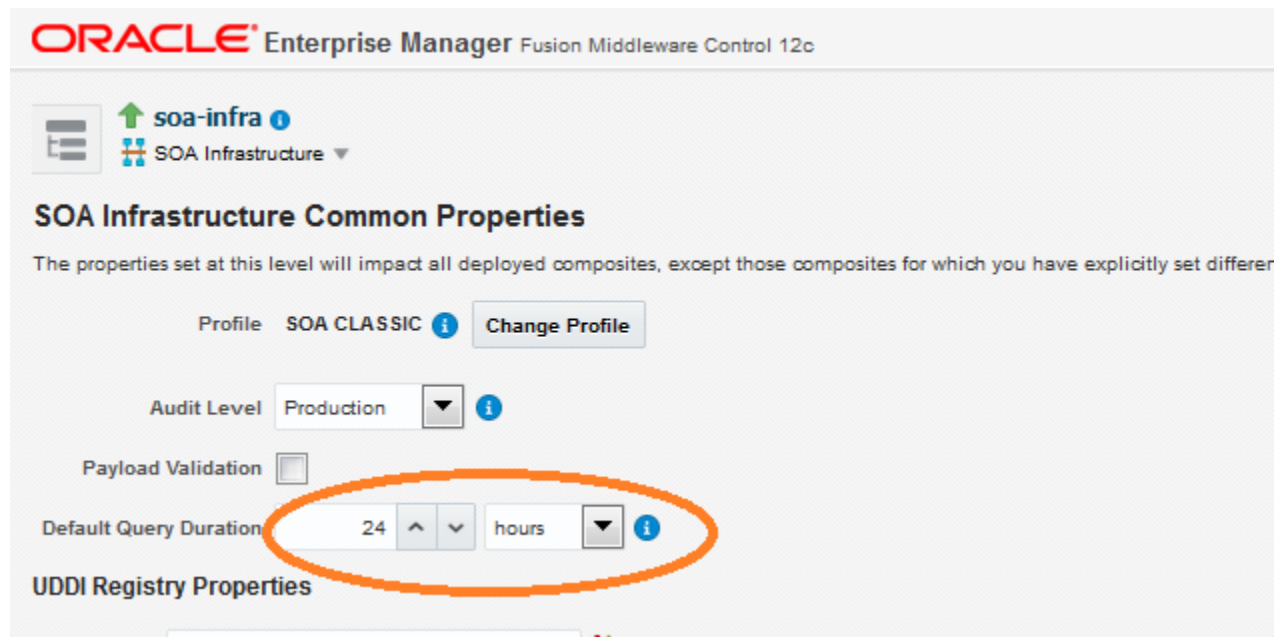 ORACLE Enterprise Manager Fusion Middleware Control 12c
soa-infra
SOA Infrastructure
SOA Infrastructure Common Properties
The properties set at this level will impact all deployed composites, except those composites for which you have explicitly set differen
Profile SOA CLASSIC Change Profile
Audit Level Production
Payload Validation
Default Query Duration 24 hours
UDDI Registry Properties